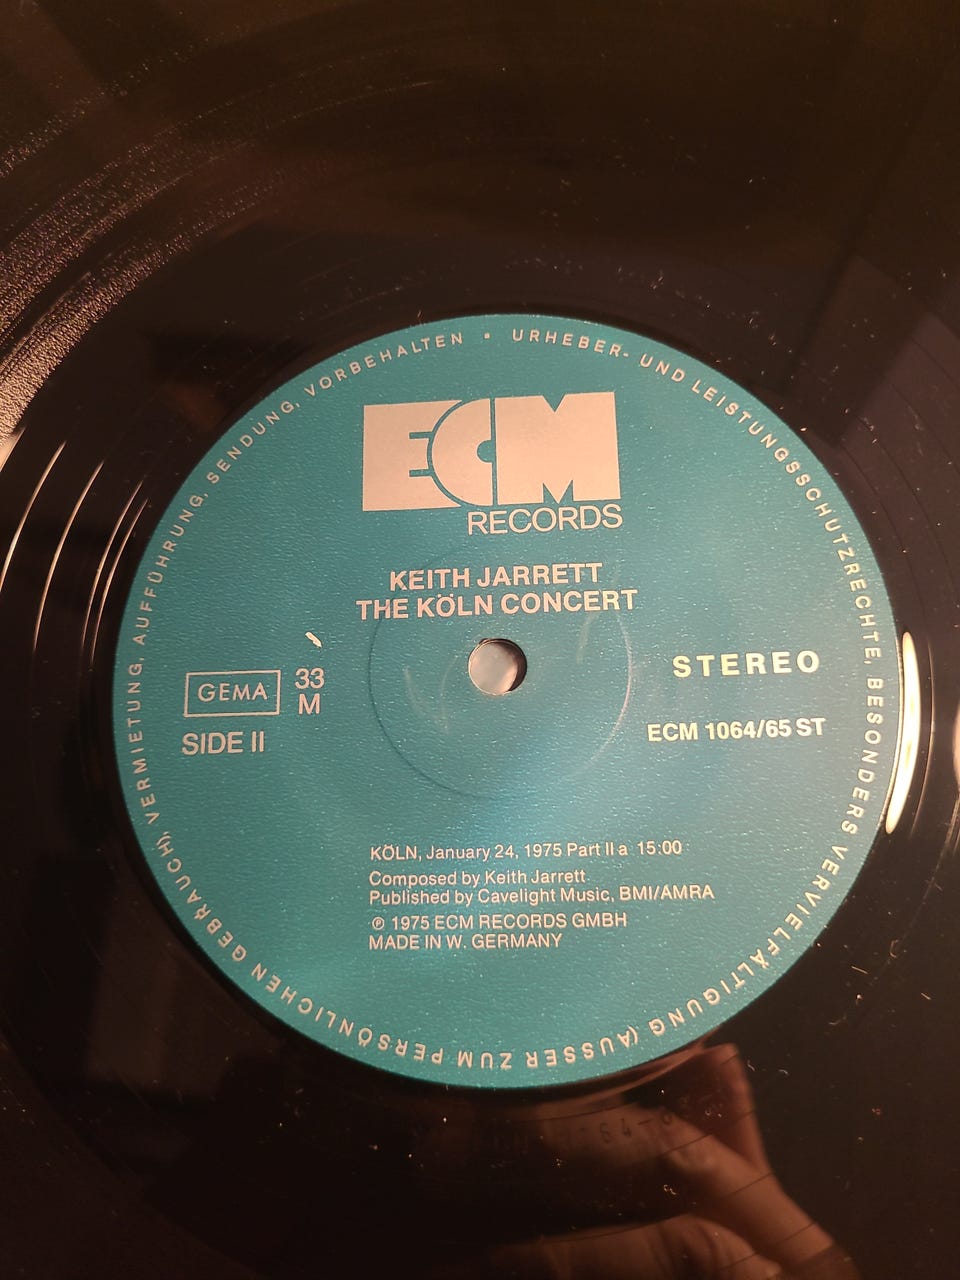 URHEBER- UND LEISTUNGSSCHUTZRECHTE, BESONDERS VERVIELFÄLTIGUNG (AUSSER ZUM PERSÖNLICHEN GEBRAUCH), VERMIETUNG, AUFFÜHRUNG, SENDUNG, VORBEHALTEN •
ECM
RECORDS
KEITH JARRETT
THE KÖLN CONCERT
GEMA
33
M
SIDE II
STEREO
ECM 1064/65 ST
KÖLN, January 24, 1975 Part II a 15:00
Composed by Keith Jarrett
Published by Cavelight Music, BMI/AMRA
℗ 1975 ECM RECORDS GMBH
MADE IN W. GERMANY